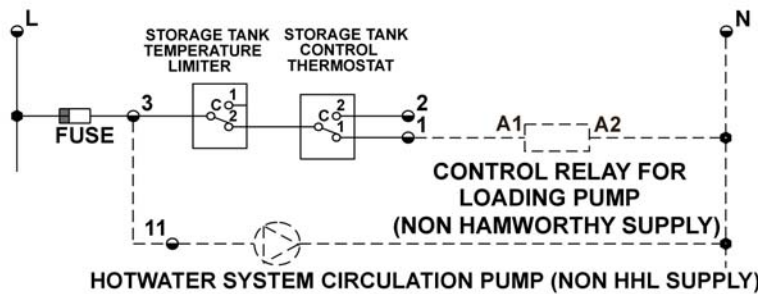 L
N
STORAGE TANK
TEMPERATURE
LIMITER
STORAGE TANK
CONTROL
THERMOSTAT
3
C 1
2
C 2
1
2
1
FUSE
A1
A2
CONTROL RELAY FOR
LOADING PUMP
(NON HAMWORTHY SUPPLY)
11
HOTWATER SYSTEM CIRCULATION PUMP (NON HHL SUPPLY)